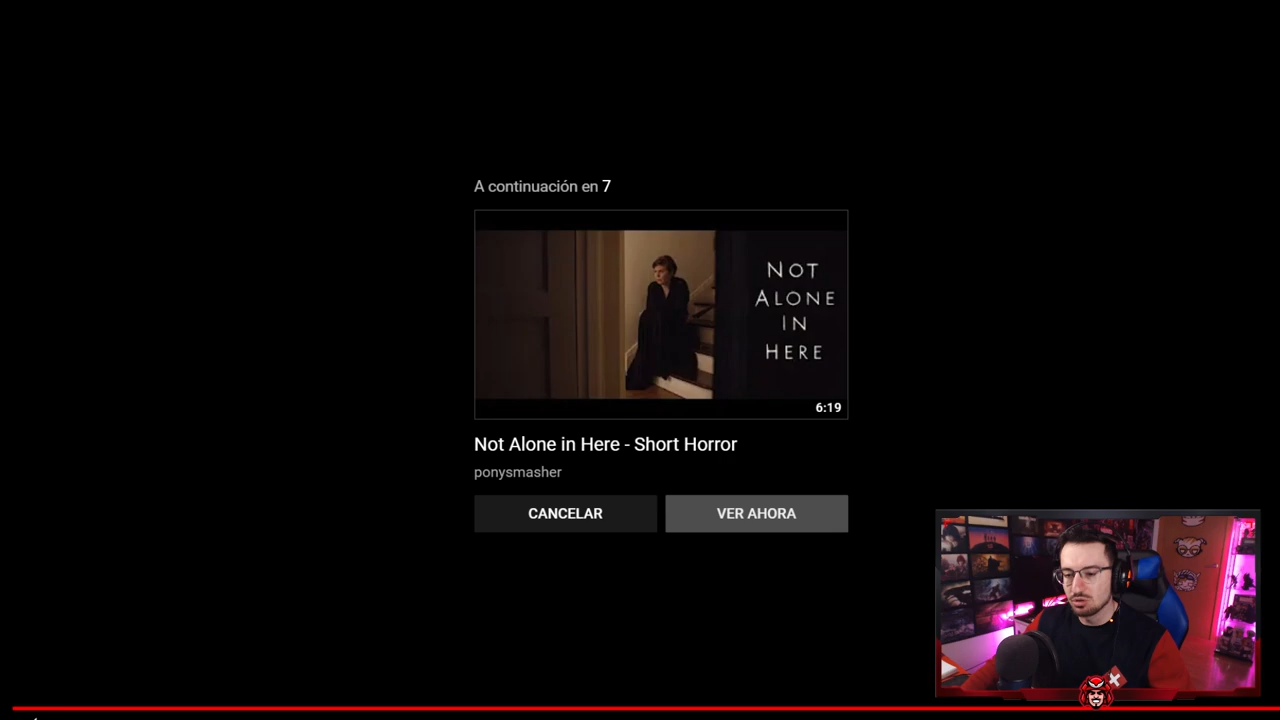 A continuación en 7
NOT
ALONE
IN
HERE
6:19
Not Alone in Here - Short Horror
ponysmasher
CANCELAR
VER AHORA